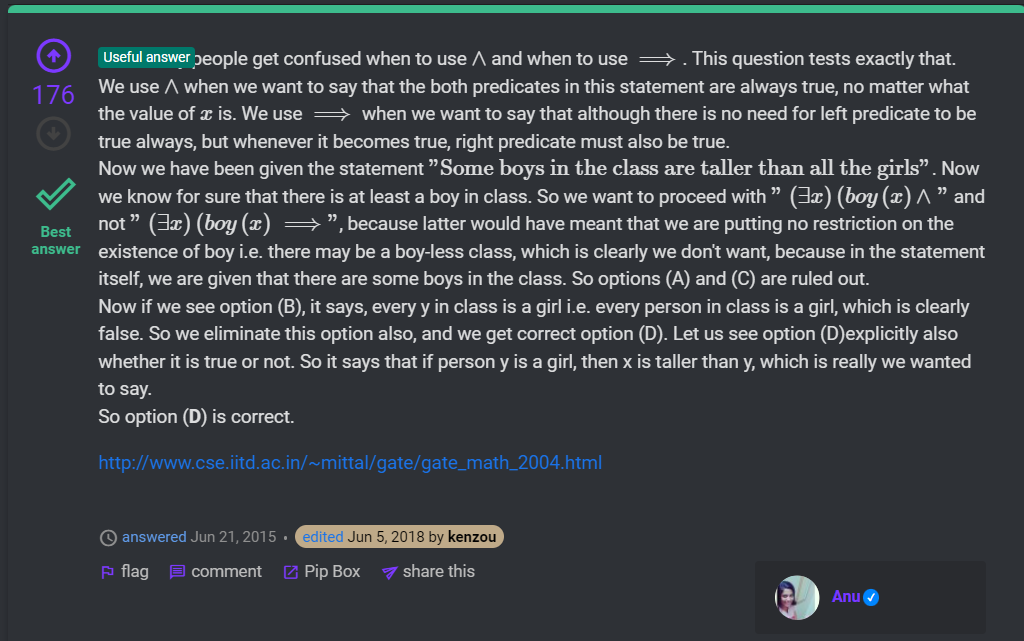 Useful answer people get confused when to use ∧ and when to use ⟹ . This question tests exactly that.
176
We use ∧ when we want to say that the both predicates in this statement are always true, no matter what
the value of x is. We use ⟹ when we want to say that although there is no need for left predicate to be
true always, but whenever it becomes true, right predicate must also be true.
Now we have been given the statement "Some boys in the class are taller than all the girls". Now
we know for sure that there is at least a boy in class. So we want to proceed with " (∃x) (boy (x) ∧ " and
not " (∃x) (boy (x) ⟹ ", because latter would have meant that we are putting no restriction on the
Best
answer
existence of boy i.e. there may be a boy-less class, which is clearly we don't want, because in the statement
itself, we are given that there are some boys in the class. So options (A) and (C) are ruled out.
Now if we see option (B), it says, every y in class is a girl i.e. every person in class is a girl, which is clearly
false. So we eliminate this option also, and we get correct option (D). Let us see option (D)explicitly also
whether it is true or not. So it says that if person y is a girl, then x is taller than y, which is really we wanted
to say.
So option (D) is correct.
http://www.cse.iitd.ac.in/~mittal/gate/gate_math_2004.html
answered Jun 21, 2015 • edited Jun 5, 2018 by kenzou
flag comment Pip Box share this
Anu